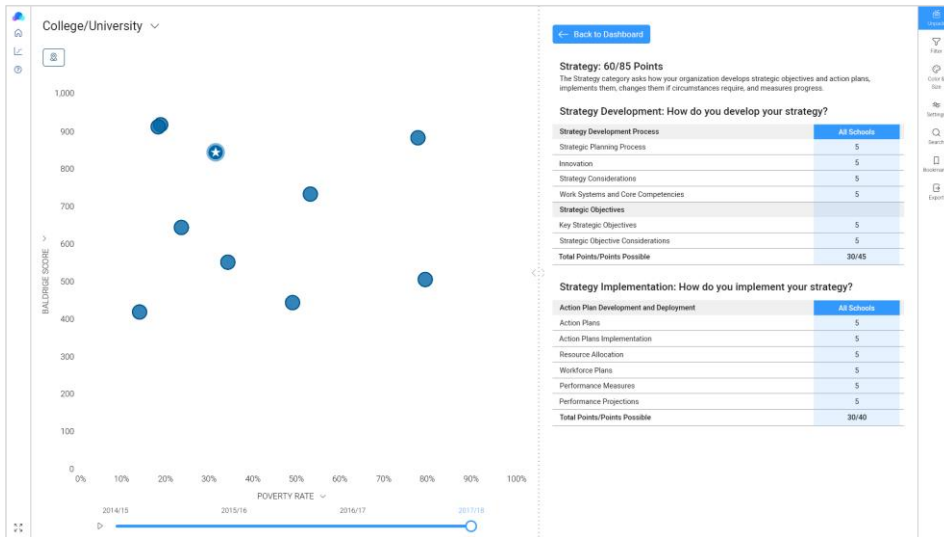 College/University
1,000
900
800
700
600
500
400
300
200
100
0
BALDRIGE SCORE
0% 10% 20% 30% 40% 50% 60% 70% 80% 90% 100%
POVERTY RATE
2014/15 2015/16 2016/17 2017/18
← Back to Dashboard
Strategy: 60/85 Points
The Strategy category asks how your organization develops strategic objectives and action plans,
implements them, changes them if circumstances require, and measures progress.
Strategy Development: How do you develop your strategy?
Strategy Development Process All Schools
Strategic Planning Process 5
Innovation 5
Strategy Considerations 5
Work Systems and Core Competencies 5
Strategic Objectives
Key Strategic Objectives 5
Strategic Objective Considerations 5
Total Points/Points Possible 30/45
Strategy Implementation: How do you implement your strategy?
Action Plan Development and Deployment All Schools
Action Plans 5
Action Plans Implementation 5
Resource Allocation 5
Workforce Plans 5
Performance Measures 5
Performance Projections 5
Total Points/Points Possible 30/40
Filter
Color &
Size
Settings
Search
Bookmark
Export